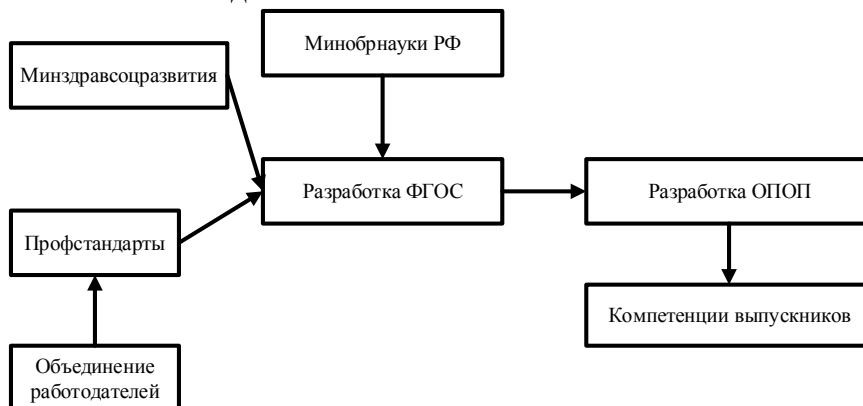 Минобрнауки РФ
Минздравсоцразвития
Разработка ФГОС
Разработка ОПОП
Профстандарты
Компетенции выпускников
Объединение
работодателей